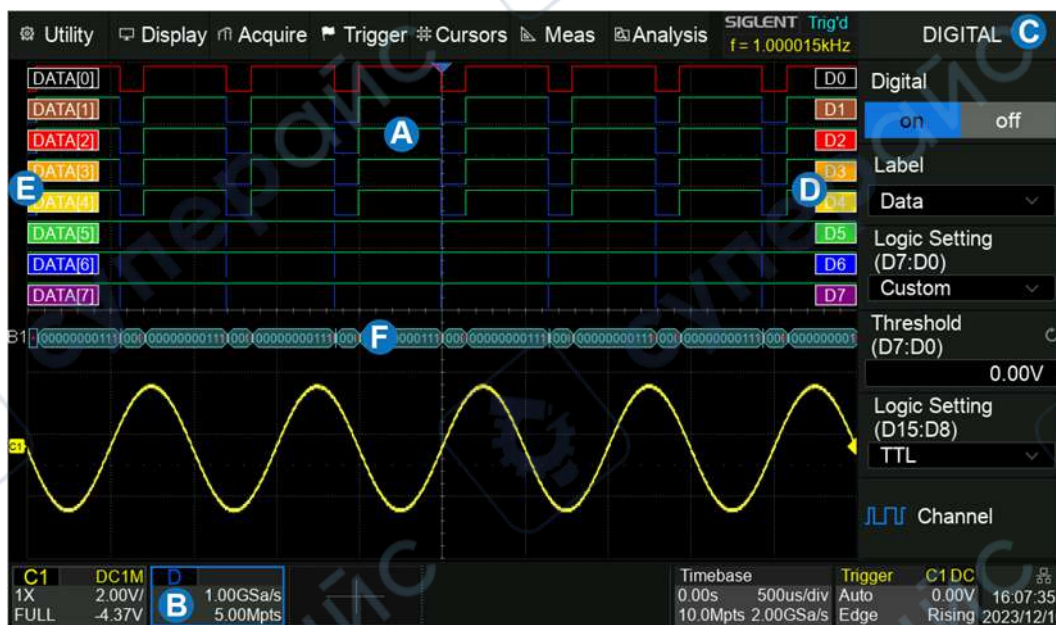 Utility Display Acquire Trigger Cursors Meas Analysis SIGLENT Trig'd
f = 1.000015kHz
DIGITAL C
DATA[0] D0
DATA[1] D1
A
DATA[2] D2
DATA[3] D3
E D
DATA[4] D4
DATA[5] D5
DATA[6] D6
DATA[7] D7
B1 F
C1
Digital
on off
Label
Data
Logic Setting
(D7:D0)
Custom
Threshold
(D7:D0)
0.00V
Logic Setting
(D15:D8)
TTL
Channel
C1 DC1M
1X 2.00V/
FULL -4.37V
D
B 1.00GSa/s
5.00Mpts
Timebase
0.00s 500us/div
10.0Mpts 2.00GSa/s
Trigger C1 DC
Auto 0.00V
Edge Rising
16:07:35
2023/12/1
суперайс